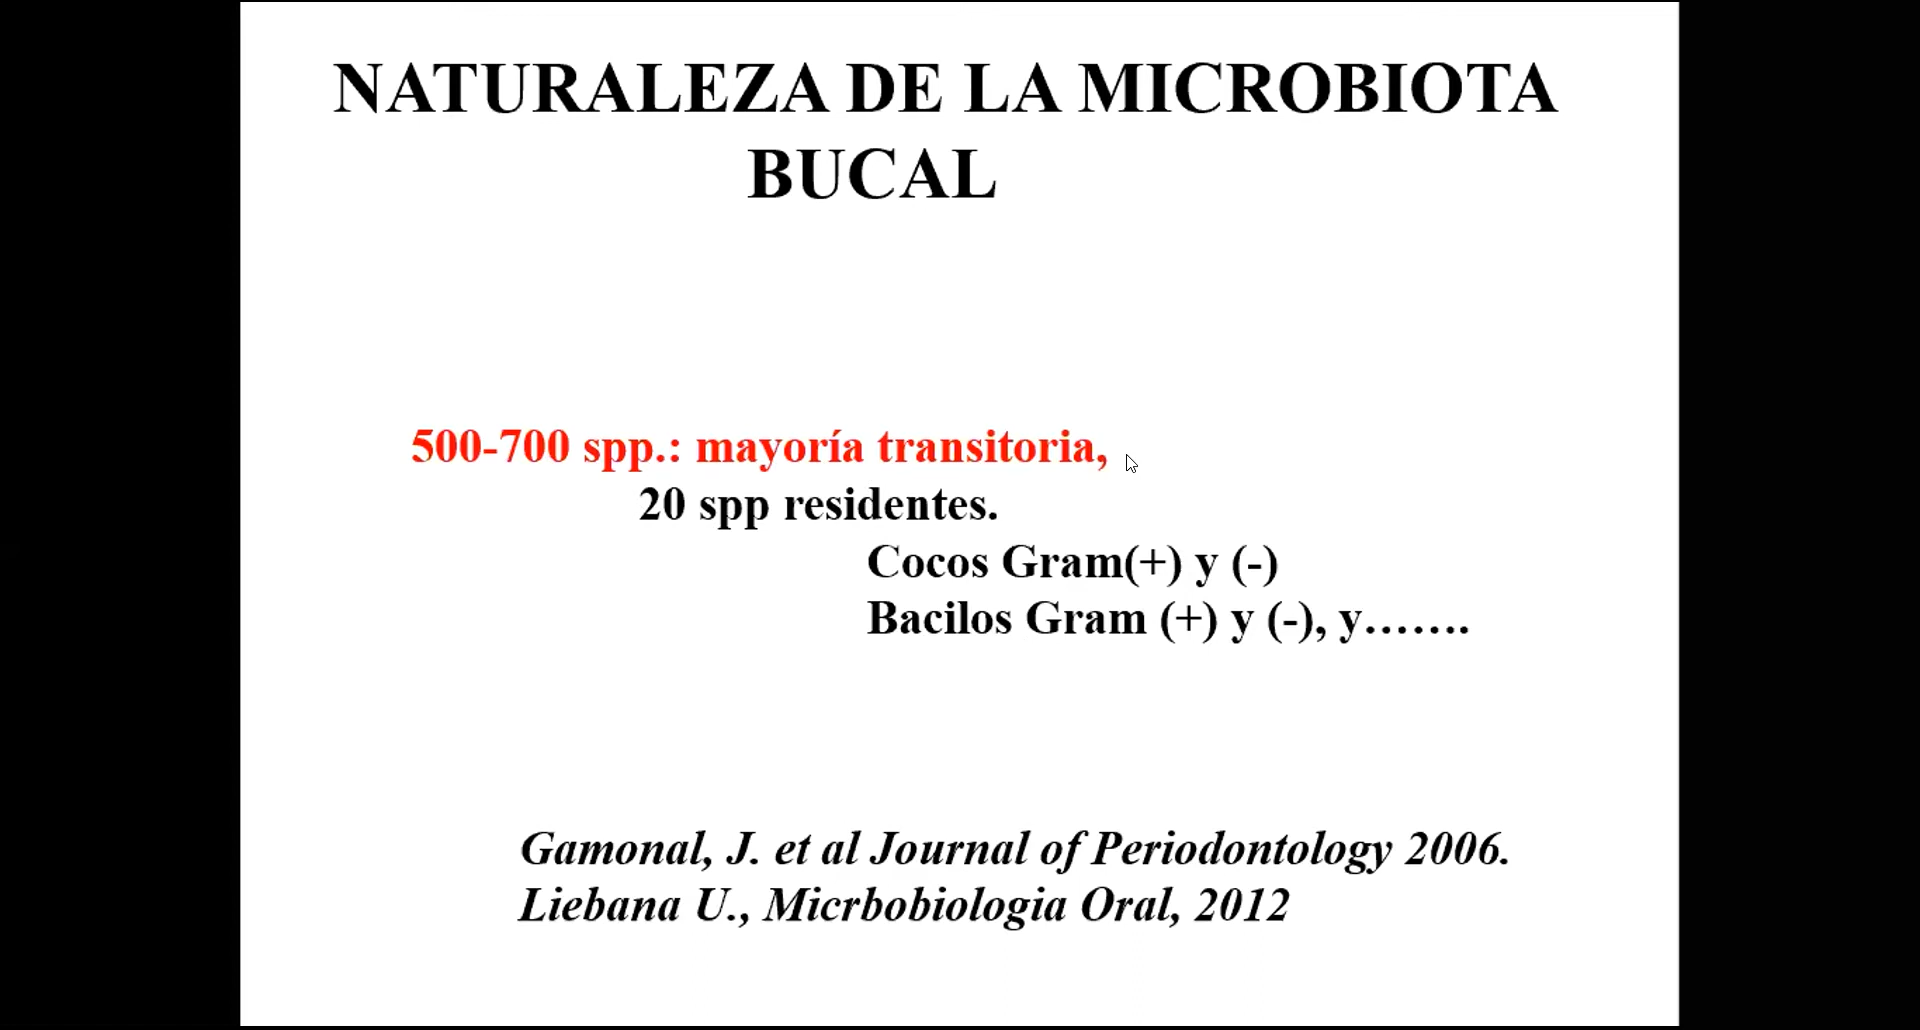 NATURALEZA DE LA MICROBIOTA
BUCAL
500-700 spp.: mayoría transitoria,
20 spp residentes.
Cocos Gram(+) y (-)
Bacilos Gram (+) y (-), y…….
Gamonal, J. et al Journal of Periodontology 2006.
Liebana U., Micrbobiologia Oral, 2012